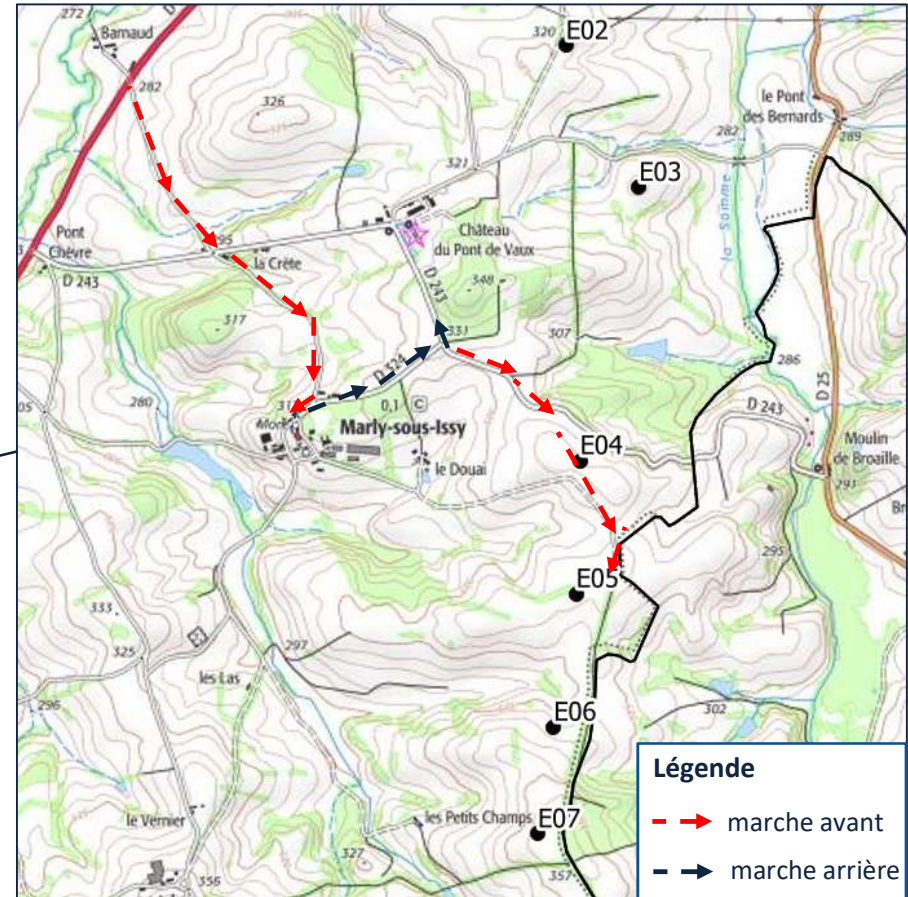 272
Barnaud
282
326
320
E02
le Pont
des Bernards
282
289
321
E03
la Somme
Château
du Pont de Vaux
Pont
Chèvre
D 243
la Crête
D 243
348
317
331
307
286
D 25
D 324
280
0,1 C
Marly-sous-Issy
le Douai
E04
D 243
Moulin
de Broaille
293
295
E05
333
325
297
les Las
296
E06
302
le Vernier
les Petits Champs
E07
327
356
357
Légende
marche avant
marche arrière